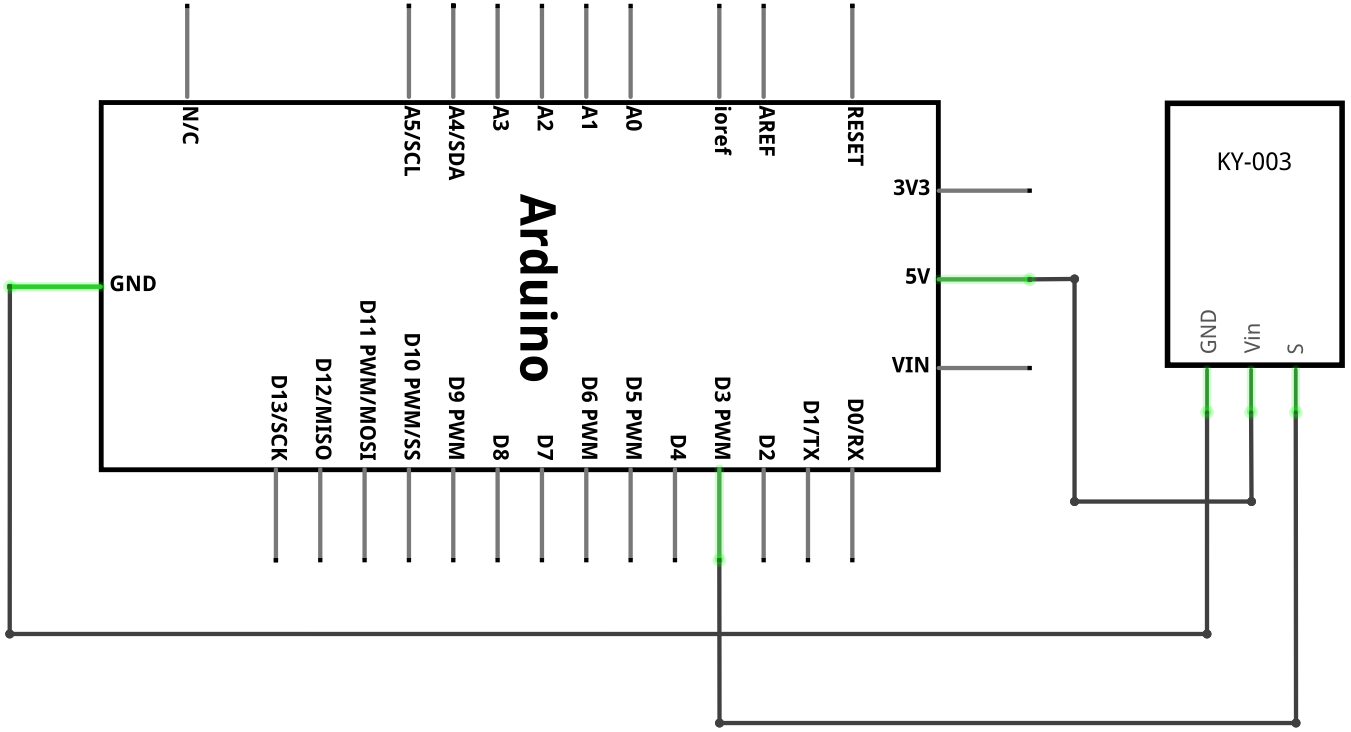 N/C
A5/SCL
A4/SDA
A3
A2
A1
A0
ioref
AREF
RESET
3V3
5V
VIN
GND
Arduino
D13/SCK
D12/MISO
D11 PWM/MOSI
D10 PWM/SS
D9 PWM
D8
D7
D6 PWM
D5 PWM
D4
D3 PWM
D2
D1/TX
D0/RX
KY-003
GND
Vin
S